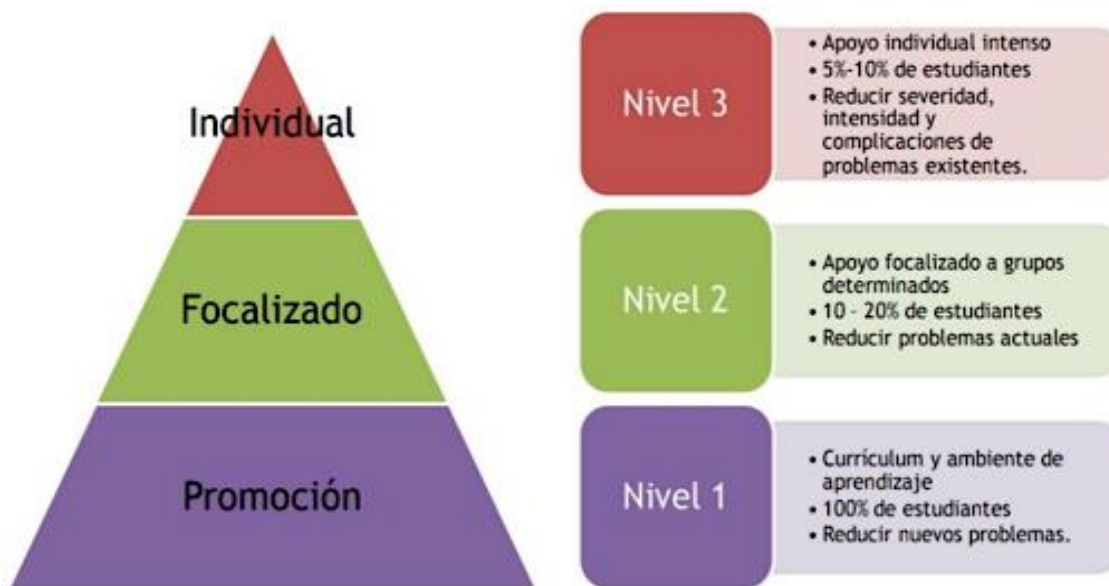 Individual
Nivel 3
• Apoyo individual intenso
• 5%-10% de estudiantes
• Reducir severidad,
intensidad y
complicaciones de
problemas existentes.
Focalizado
Nivel 2
• Apoyo focalizado a grupos
determinados
• 10 - 20% de estudiantes
• Reducir problemas actuales
Promoción
Nivel 1
• Currículum y ambiente de
aprendizaje
• 100% de estudiantes
• Reducir nuevos problemas.